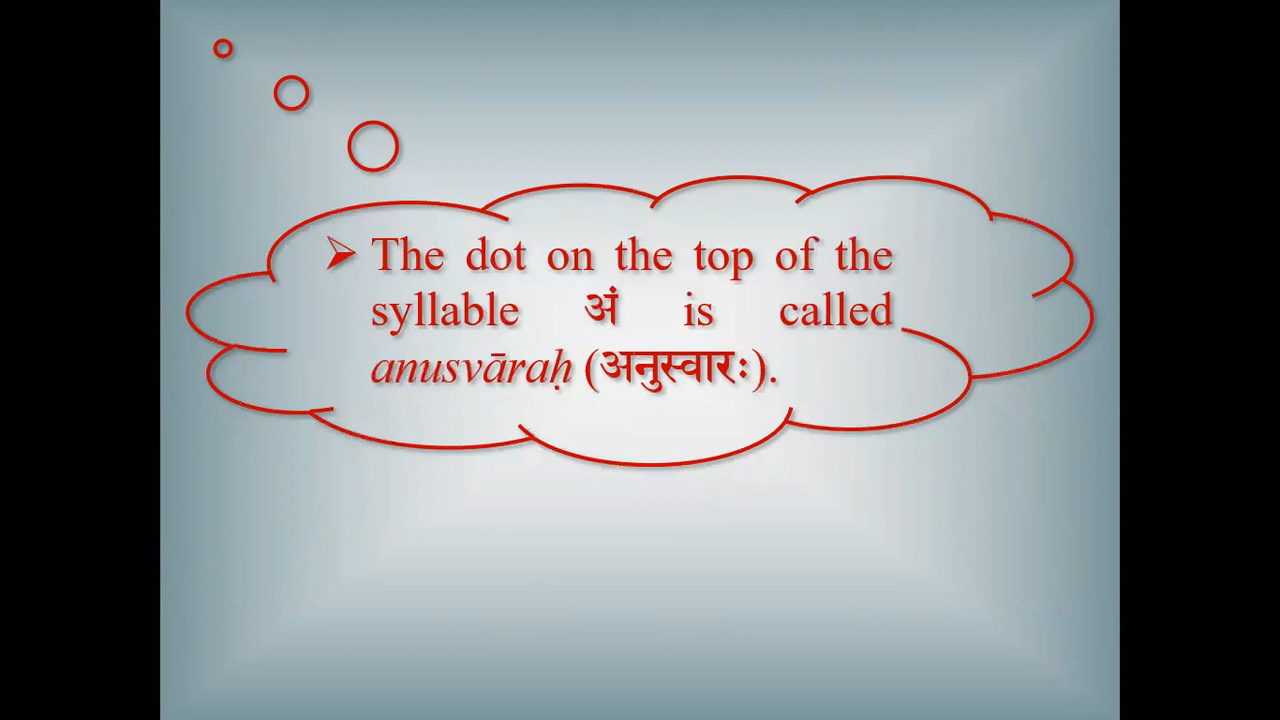 The dot on the top of the
syllable अं is called
anusvāraḥ (अनुस्वारः).